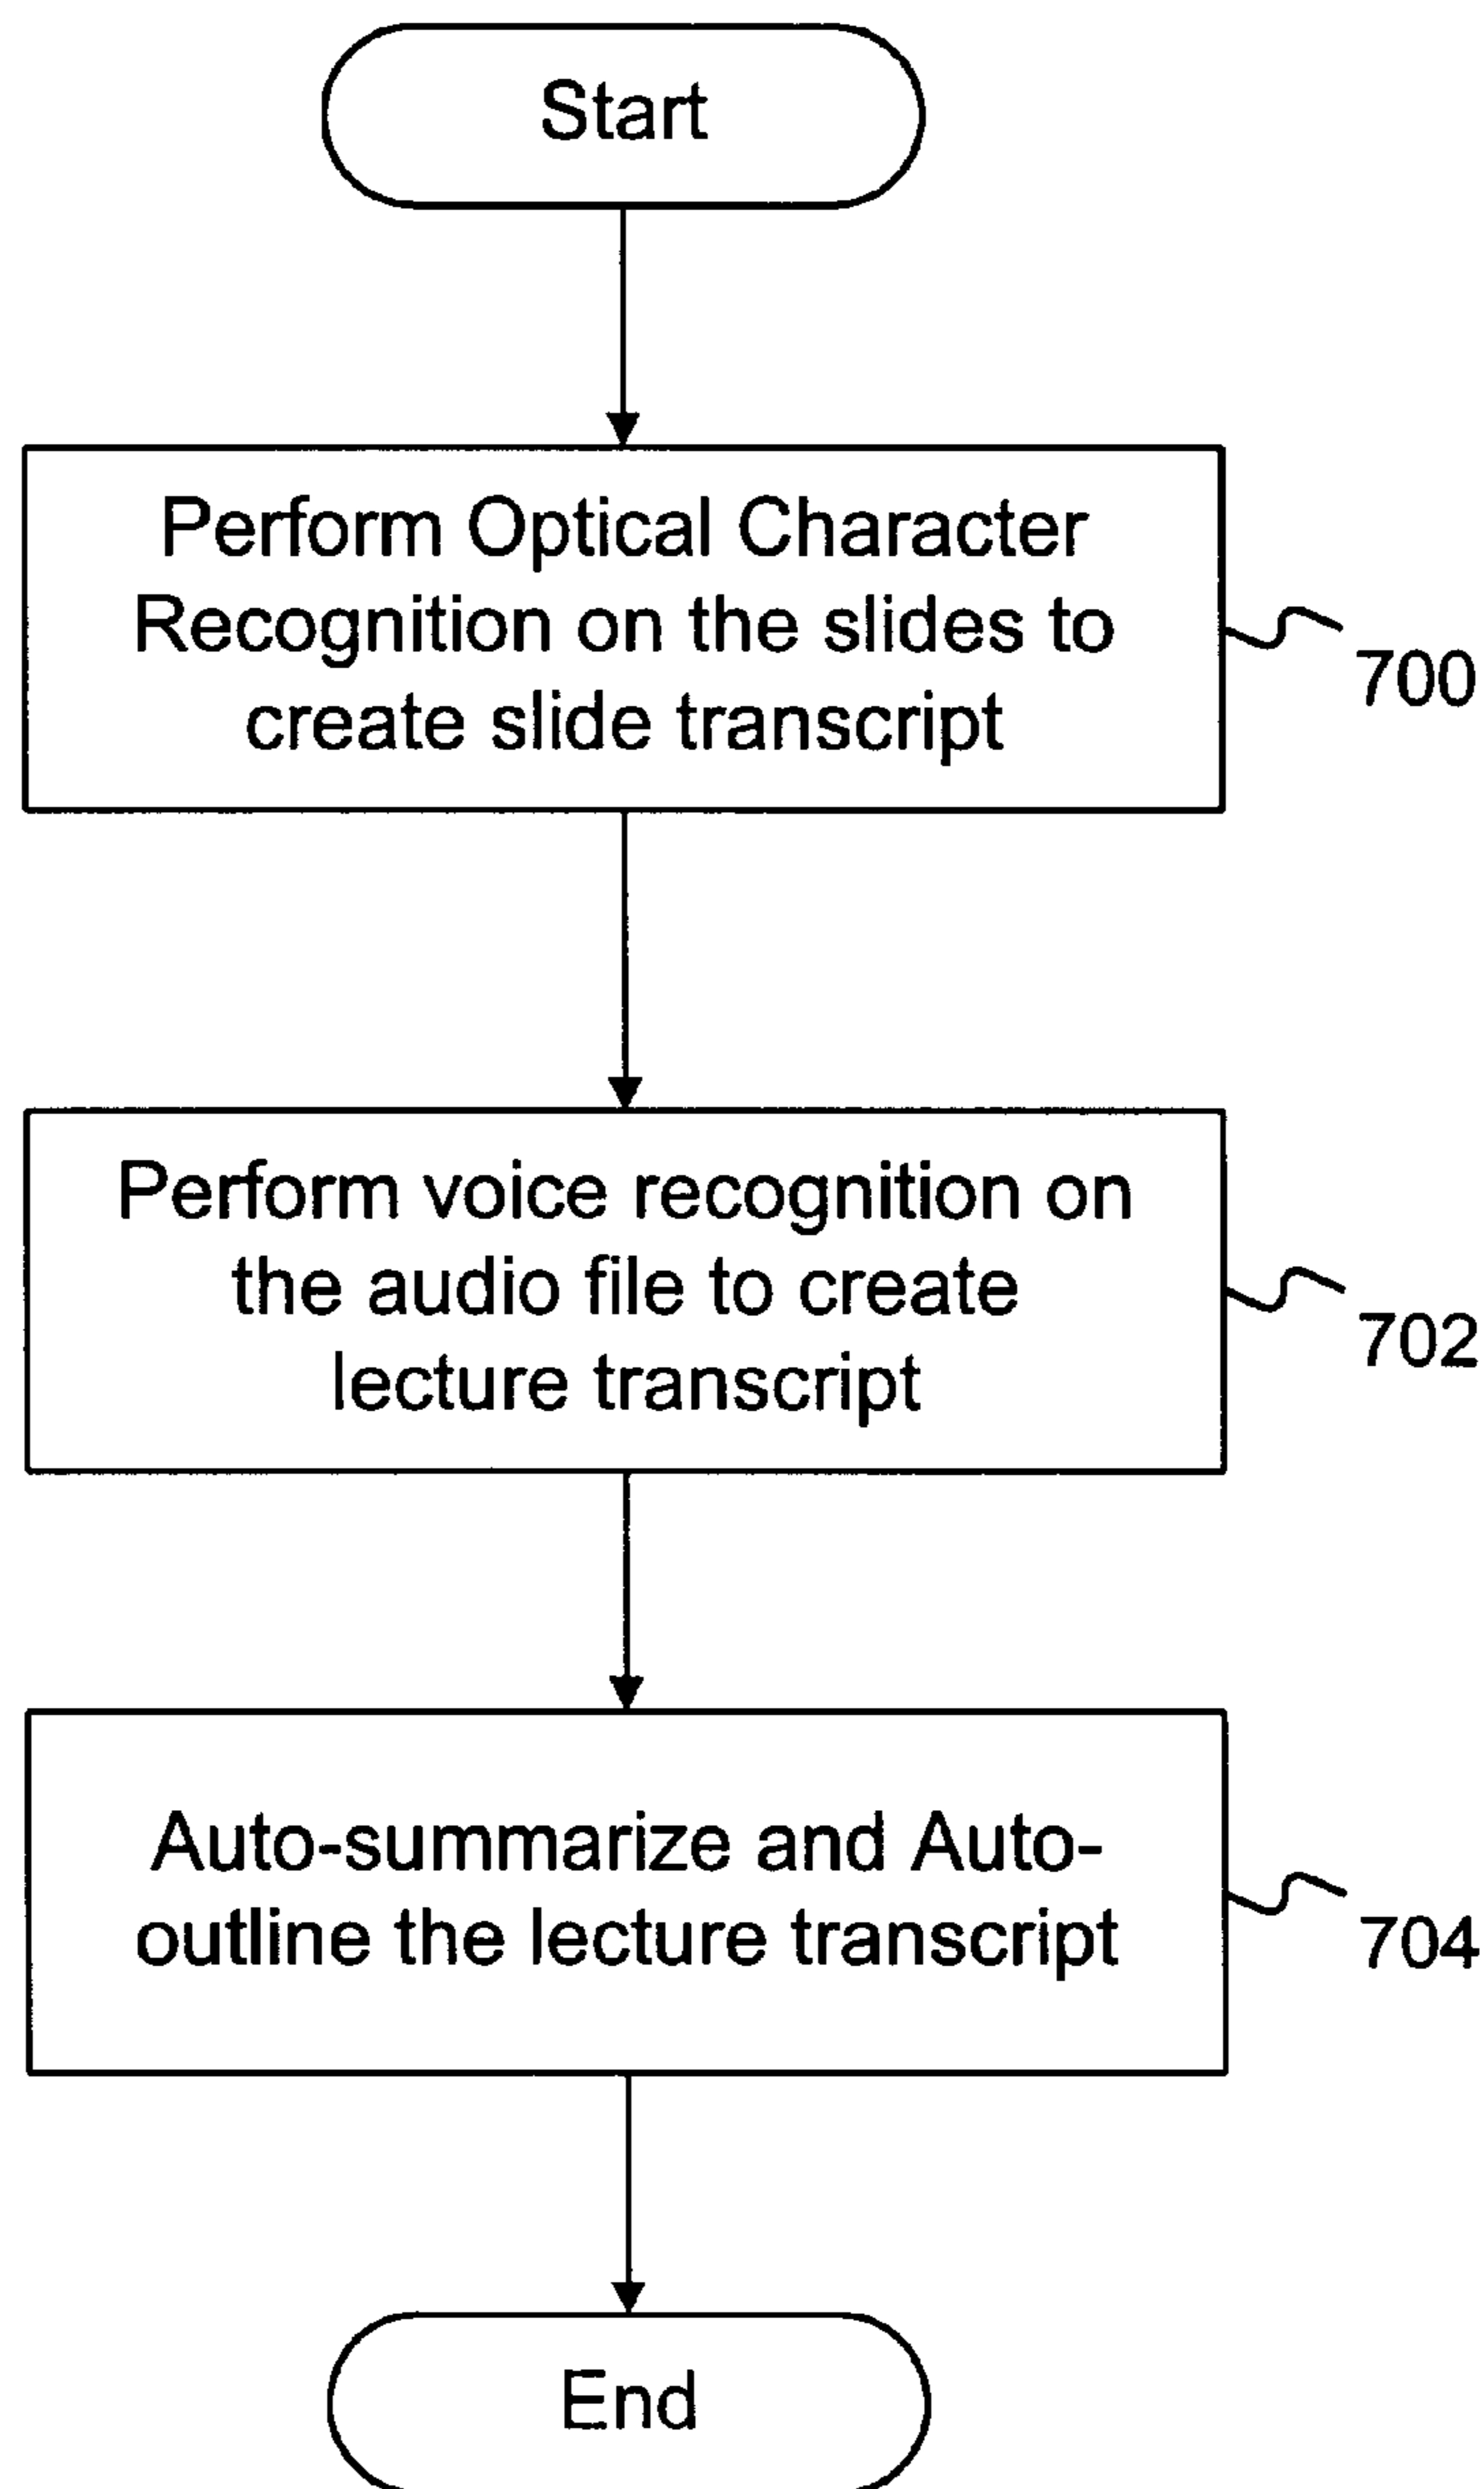 Start
Perform Optical Character
Recognition on the slides to
create slide transcript
700
Perform voice recognition on
the audio file to create
lecture transcript
702
Auto-summarize and Auto-
outline the lecture transcript
704
End